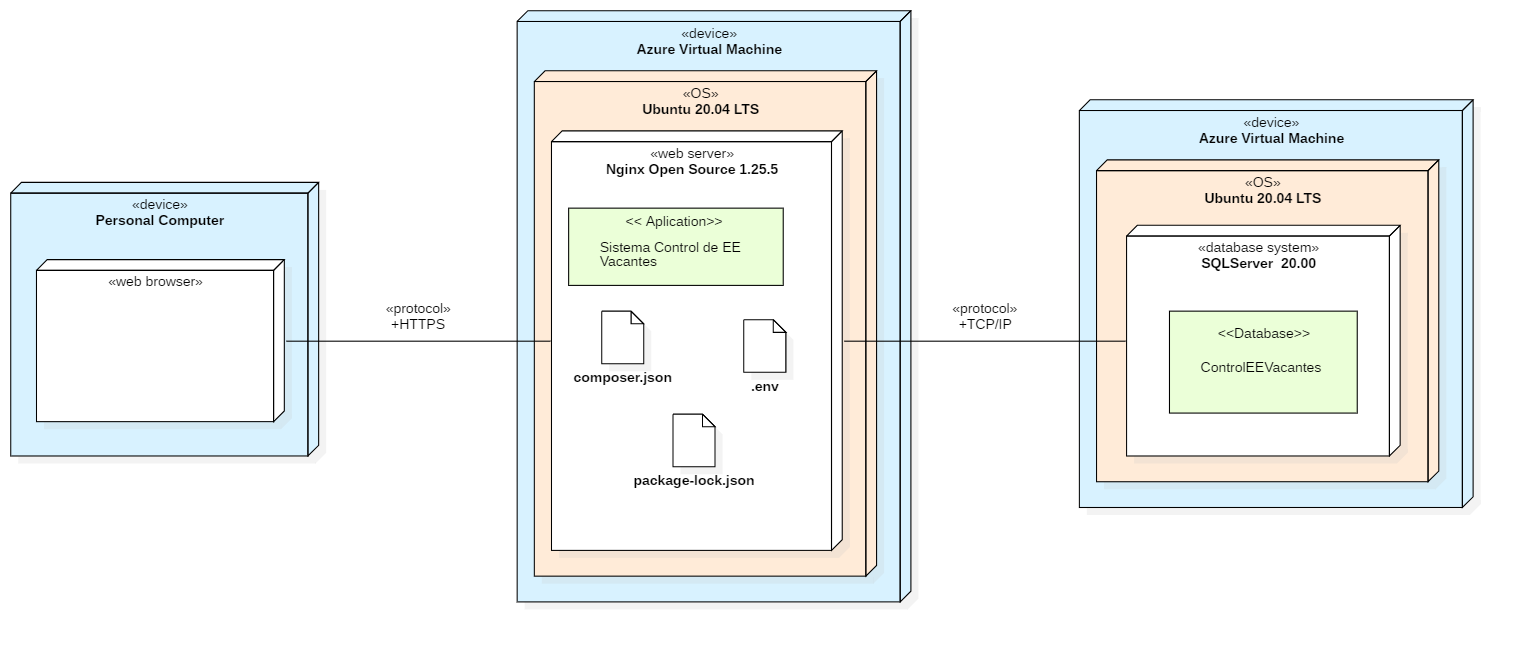 «device»
Personal Computer
«web browser»
«protocol»
+HTTPS
«device»
Azure Virtual Machine
«OS»
Ubuntu 20.04 LTS
«web server»
Nginx Open Source 1.25.5
<< Aplication>>
Sistema Control de EE
Vacantes
composer.json
.env
package-lock.json
«protocol»
+TCP/IP
«device»
Azure Virtual Machine
«OS»
Ubuntu 20.04 LTS
«database system»
SQLServer  20.00
<<Database>>
ControlEEVacantes